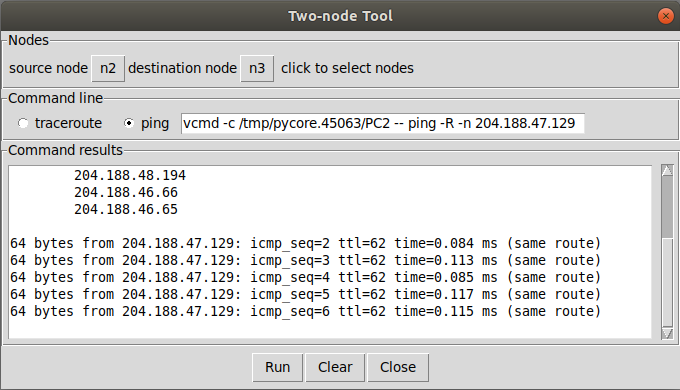 Two-node Tool
Nodes
source node n2 destination node n3 click to select nodes
Command line
traceroute ping vcmd -c /tmp/pycore.45063/PC2 -- ping -R -n 204.188.47.129
Command results
204.188.48.194
204.188.46.66
204.188.46.65
64 bytes from 204.188.47.129: icmp_seq=2 ttl=62 time=0.084 ms (same route)
64 bytes from 204.188.47.129: icmp_seq=3 ttl=62 time=0.113 ms (same route)
64 bytes from 204.188.47.129: icmp_seq=4 ttl=62 time=0.085 ms (same route)
64 bytes from 204.188.47.129: icmp_seq=5 ttl=62 time=0.117 ms (same route)
64 bytes from 204.188.47.129: icmp_seq=6 ttl=62 time=0.115 ms (same route)
Run Clear Close